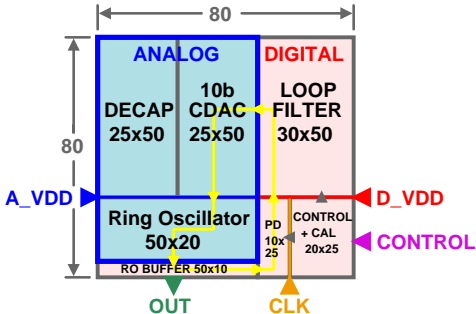 80
ANALOG
DIGITAL
DECAP
25x50
10b
CDAC
25x50
LOOP
FILTER
30x50
80
A_VDD
D_VDD
Ring Oscillator
50x20
PD
10x
25
CONTROL
+ CAL
20x25
CONTROL
RO BUFFER 50x10
OUT
CLK